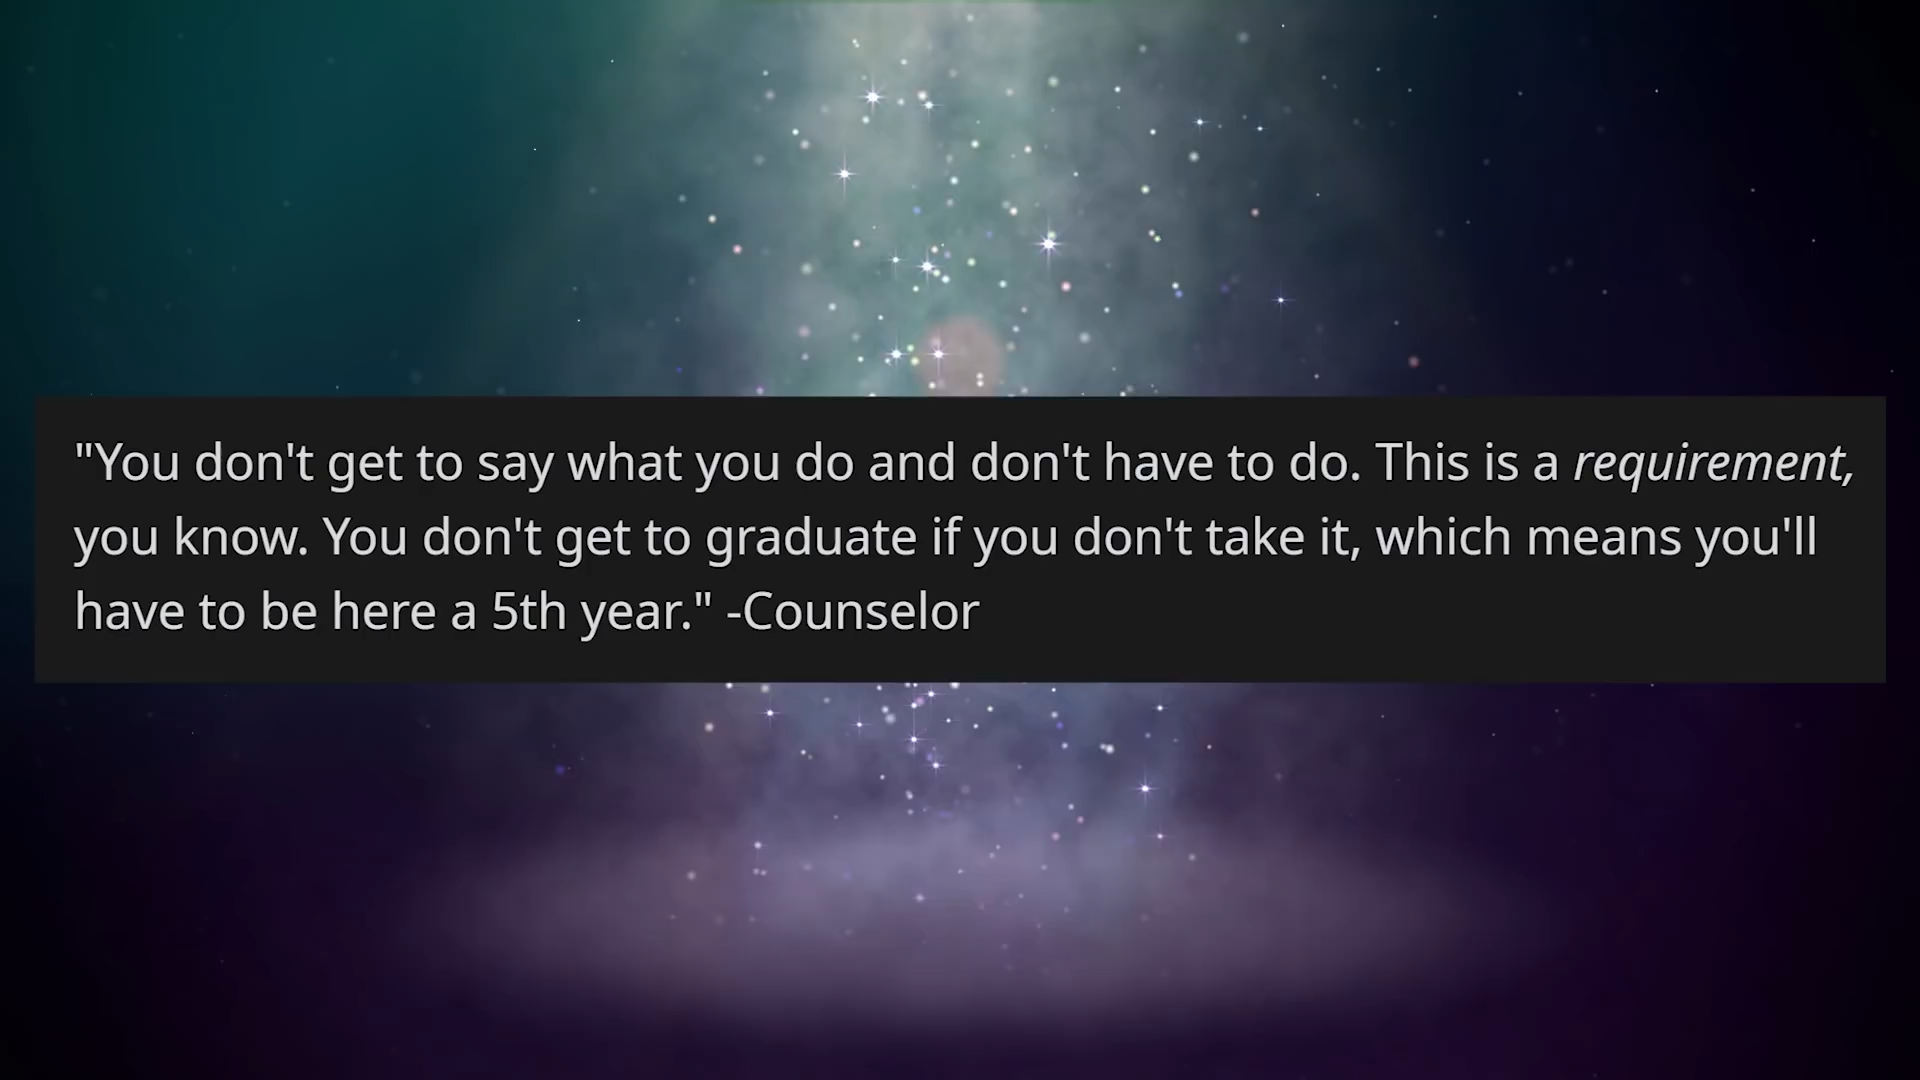 "You don't get to say what you do and don't have to do. This is a requirement,
you know. You don't get to graduate if you don't take it, which means you'll
have to be here a 5th year." -Counselor